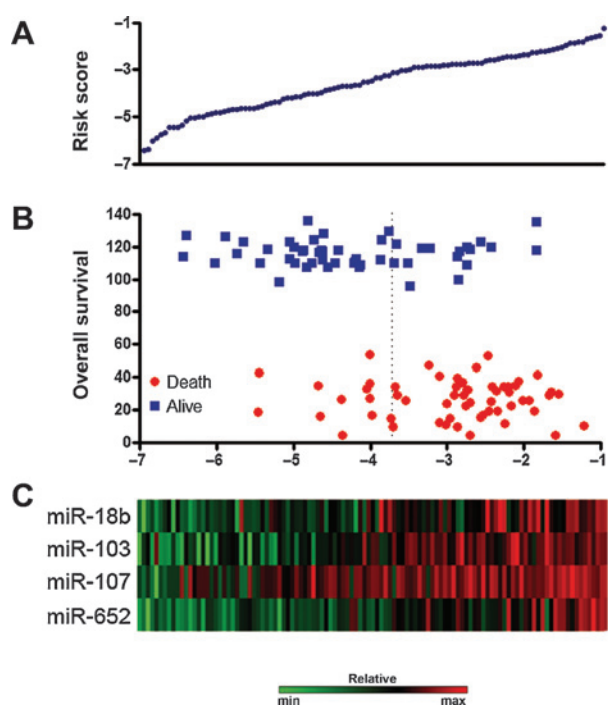 A
Risk score
–1
–3
–5
–7
B
Overall survival
140
120
100
80
60
40
20
0
Death
Alive
–7 –6 –5 –4 –3 –2 –1
C
miR-18b
miR-103
miR-107
miR-652
Relative
min max